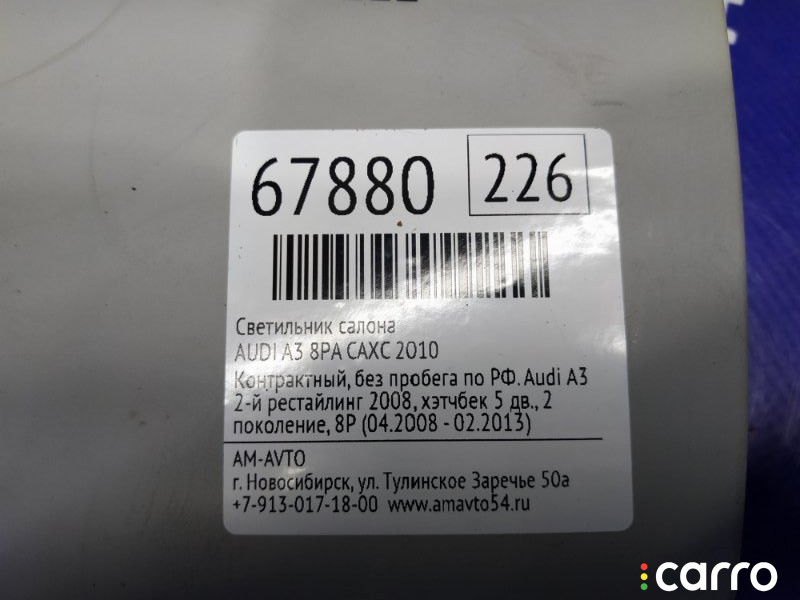 67880 226
Светильник салона
AUDI A3 8PA CAXC 2010
Контрактный, без пробега по РФ. Audi A3
2-й рестайлинг 2008, хэтчбек 5 дв., 2
поколение, 8P (04.2008 - 02.2013)
AM-AVTO
г. Новосибирск, ул. Тулинское Заречье 50а
+7-913-017-18-00 www.amavto54.ru
carro